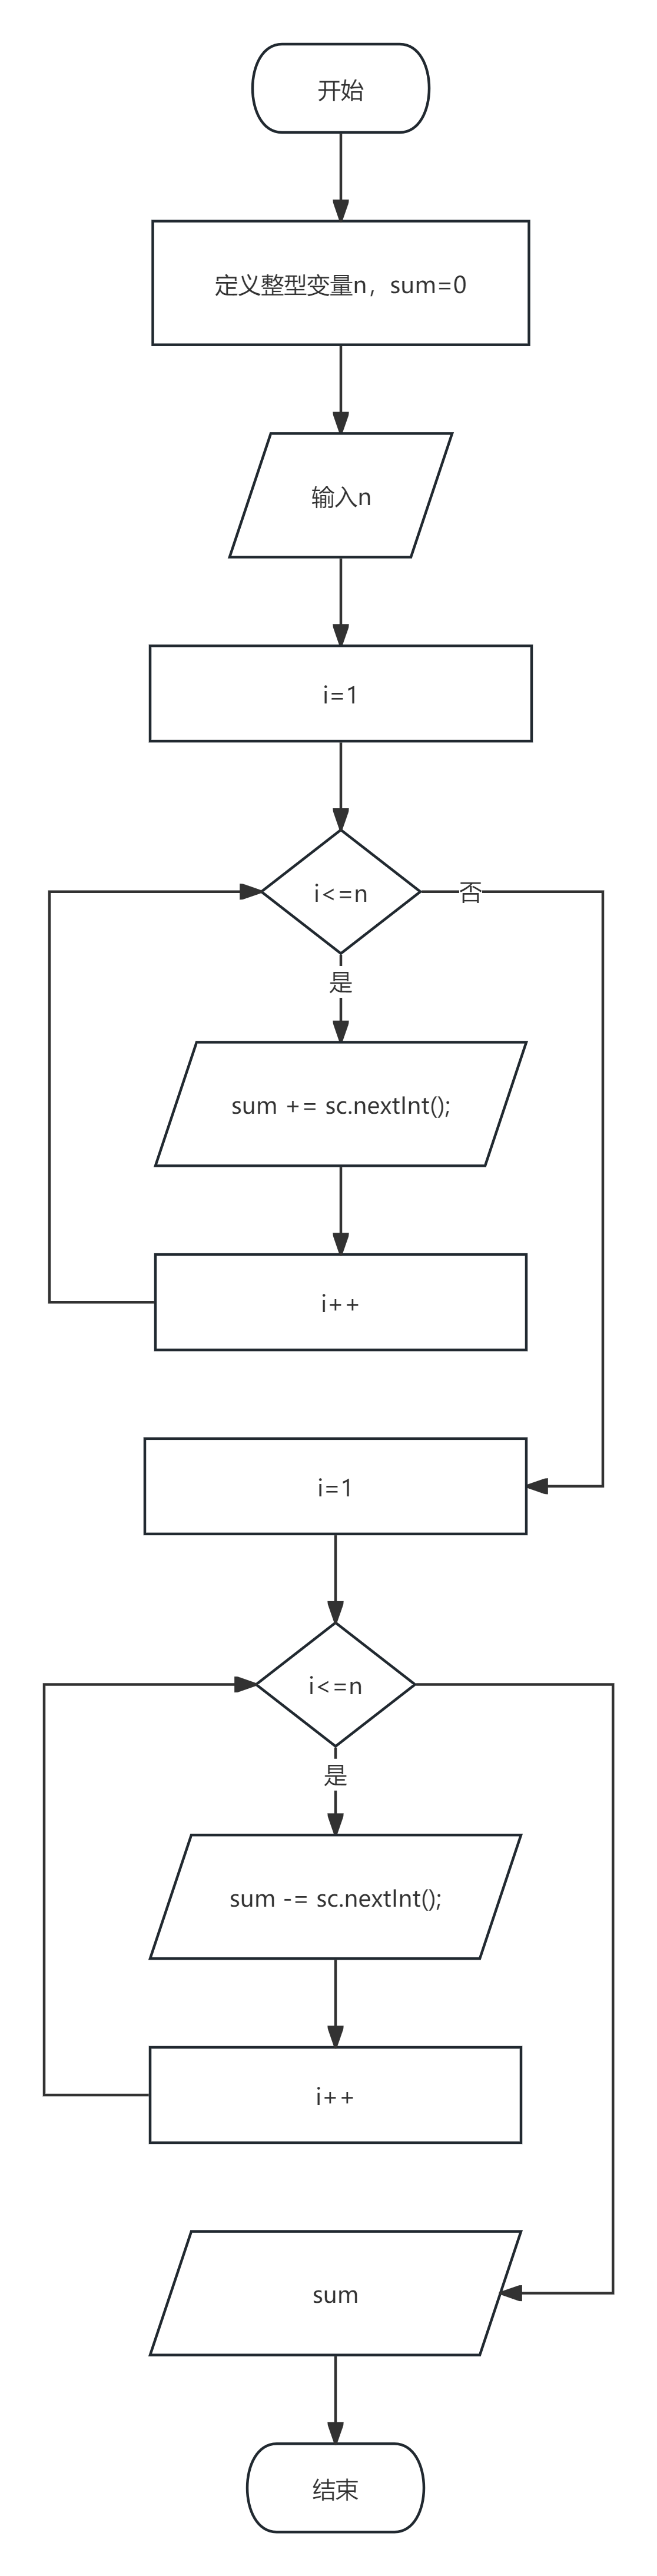 开始
定义整型变量n，sum=0
输入n
i=1
i<=n
否
是
sum += sc.nextInt();
i++
i=1
i<=n
是
sum -= sc.nextInt();
i++
sum
结束